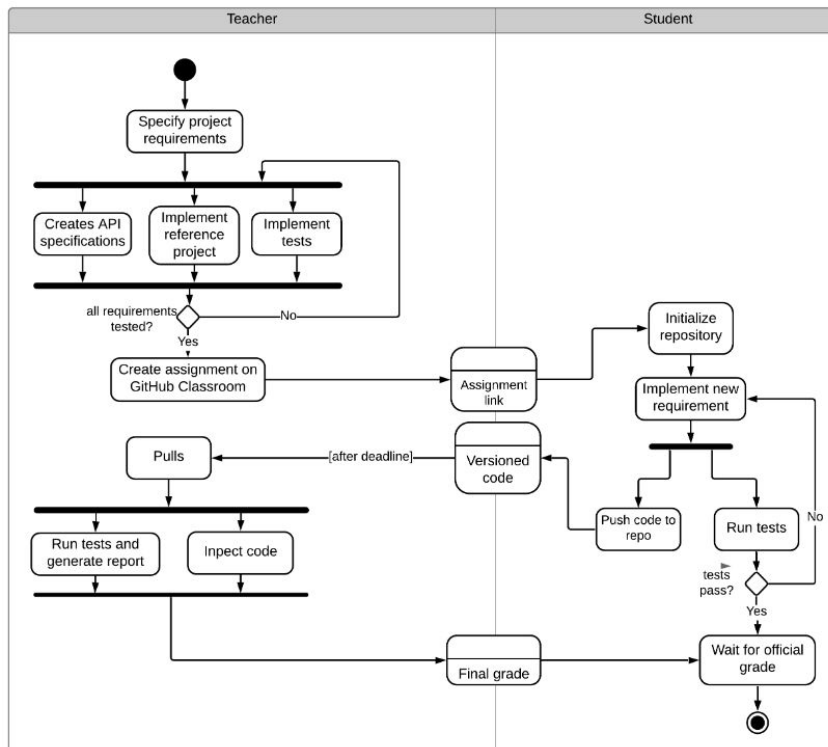 Teacher
Student
Specify project
requirements
Creates API
specifications
Implement
reference
project
Implement
tests
all requirements
tested?
No
Yes
Create assignment on
GitHub Classroom
Assignment
link
Initialize
repository
Implement new
requirement
Pulls
[after deadline]
Versioned
code
Push code to
repo
Run tests
No
tests
pass?
Yes
Run tests and
generate report
Inpect code
Final grade
Wait for official
grade